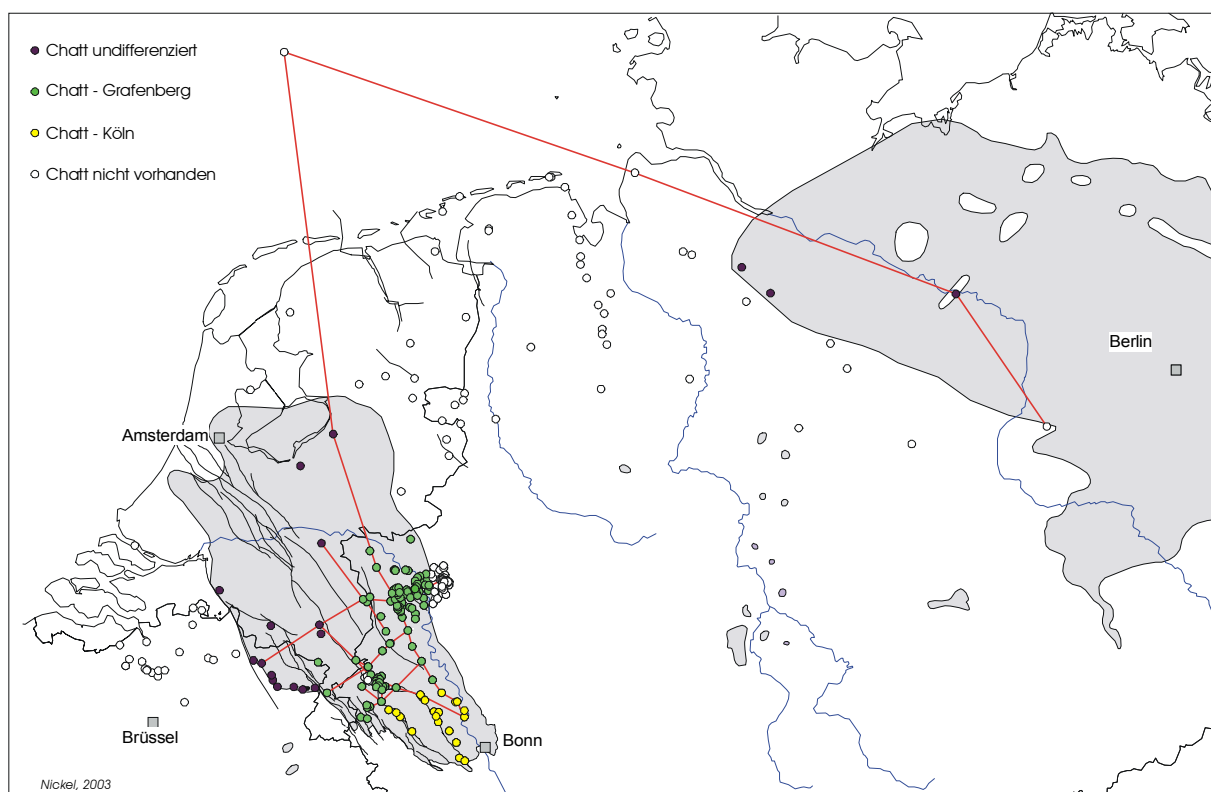 Chatt undifferenziert
Chatt - Grafenberg
Chatt - Köln
Chatt nicht vorhanden
Berlin
Amsterdam
Brüssel
Bonn
Nickel, 2003